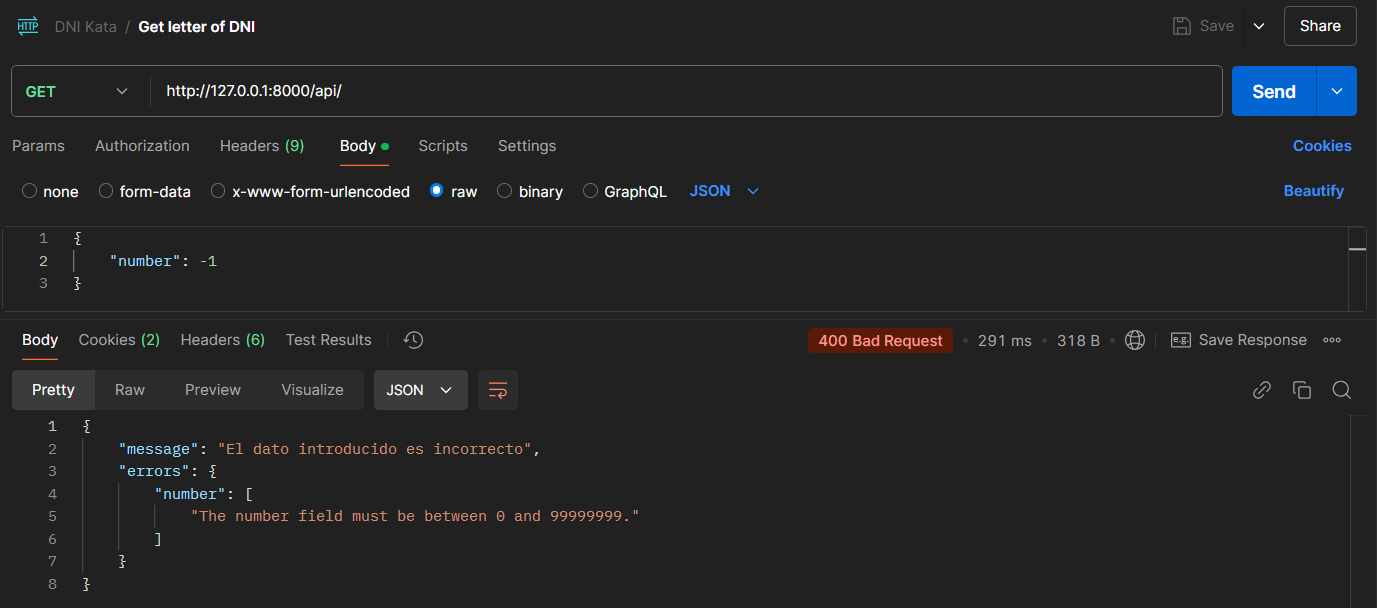 HTTP DNI Kata / Get letter of DNI Save Share
GET http://127.0.0.1:8000/api/ Send
Params Authorization Headers (9) Body Scripts Settings Cookies
none form-data x-www-form-urlencoded raw binary GraphQL JSON Beautify
1 {
2 "number": -1
3 }
Body Cookies (2) Headers (6) Test Results 400 Bad Request 291 ms 318 B e.g. Save Response
Pretty Raw Preview Visualize JSON
1 {
2 "message": "El dato introducido es incorrecto",
3 "errors": {
4 "number": [
5 "The number field must be between 0 and 99999999."
6 ]
7 }
8 }